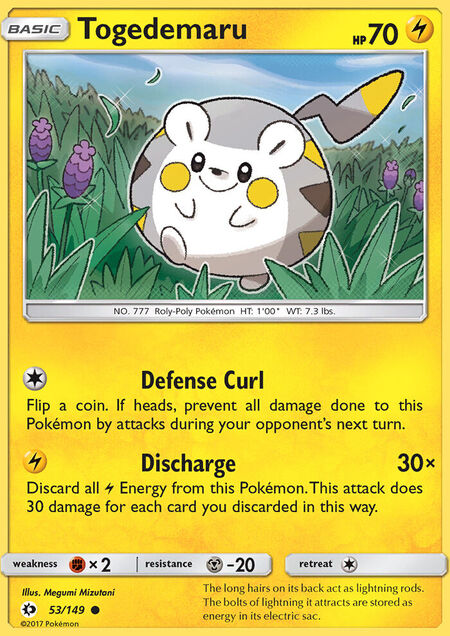 BASIC Togedemaru HP 70
NO. 777 Roly-Poly Pokémon HT: 1'00" WT: 7.3 lbs.
Defense Curl
Flip a coin. If heads, prevent all damage done to this
Pokémon by attacks during your opponent's next turn.
Discharge 30×
Discard all Energy from this Pokémon. This attack does
30 damage for each card you discarded in this way.
weakness ×2 resistance -20 retreat
Illus. Megumi Mizutani
53/149
©2017 Pokémon
The long hairs on its back act as lightning rods.
The bolts of lightning it attracts are stored as
energy in its electric sac.